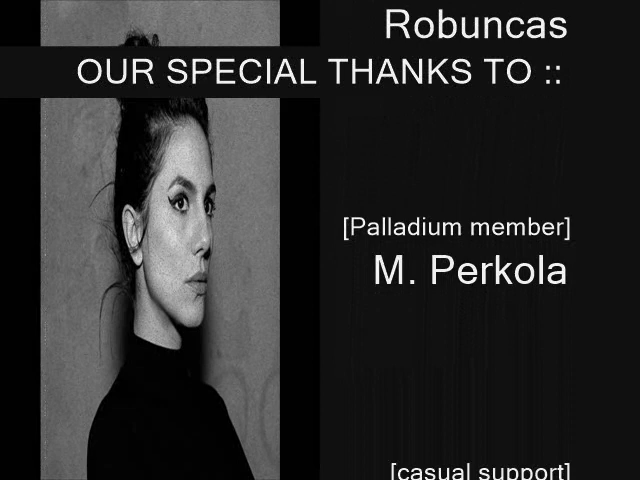 Robuncas
OUR SPECIAL THANKS TO ::
[Palladium member]
M. Perkola
[casual support]